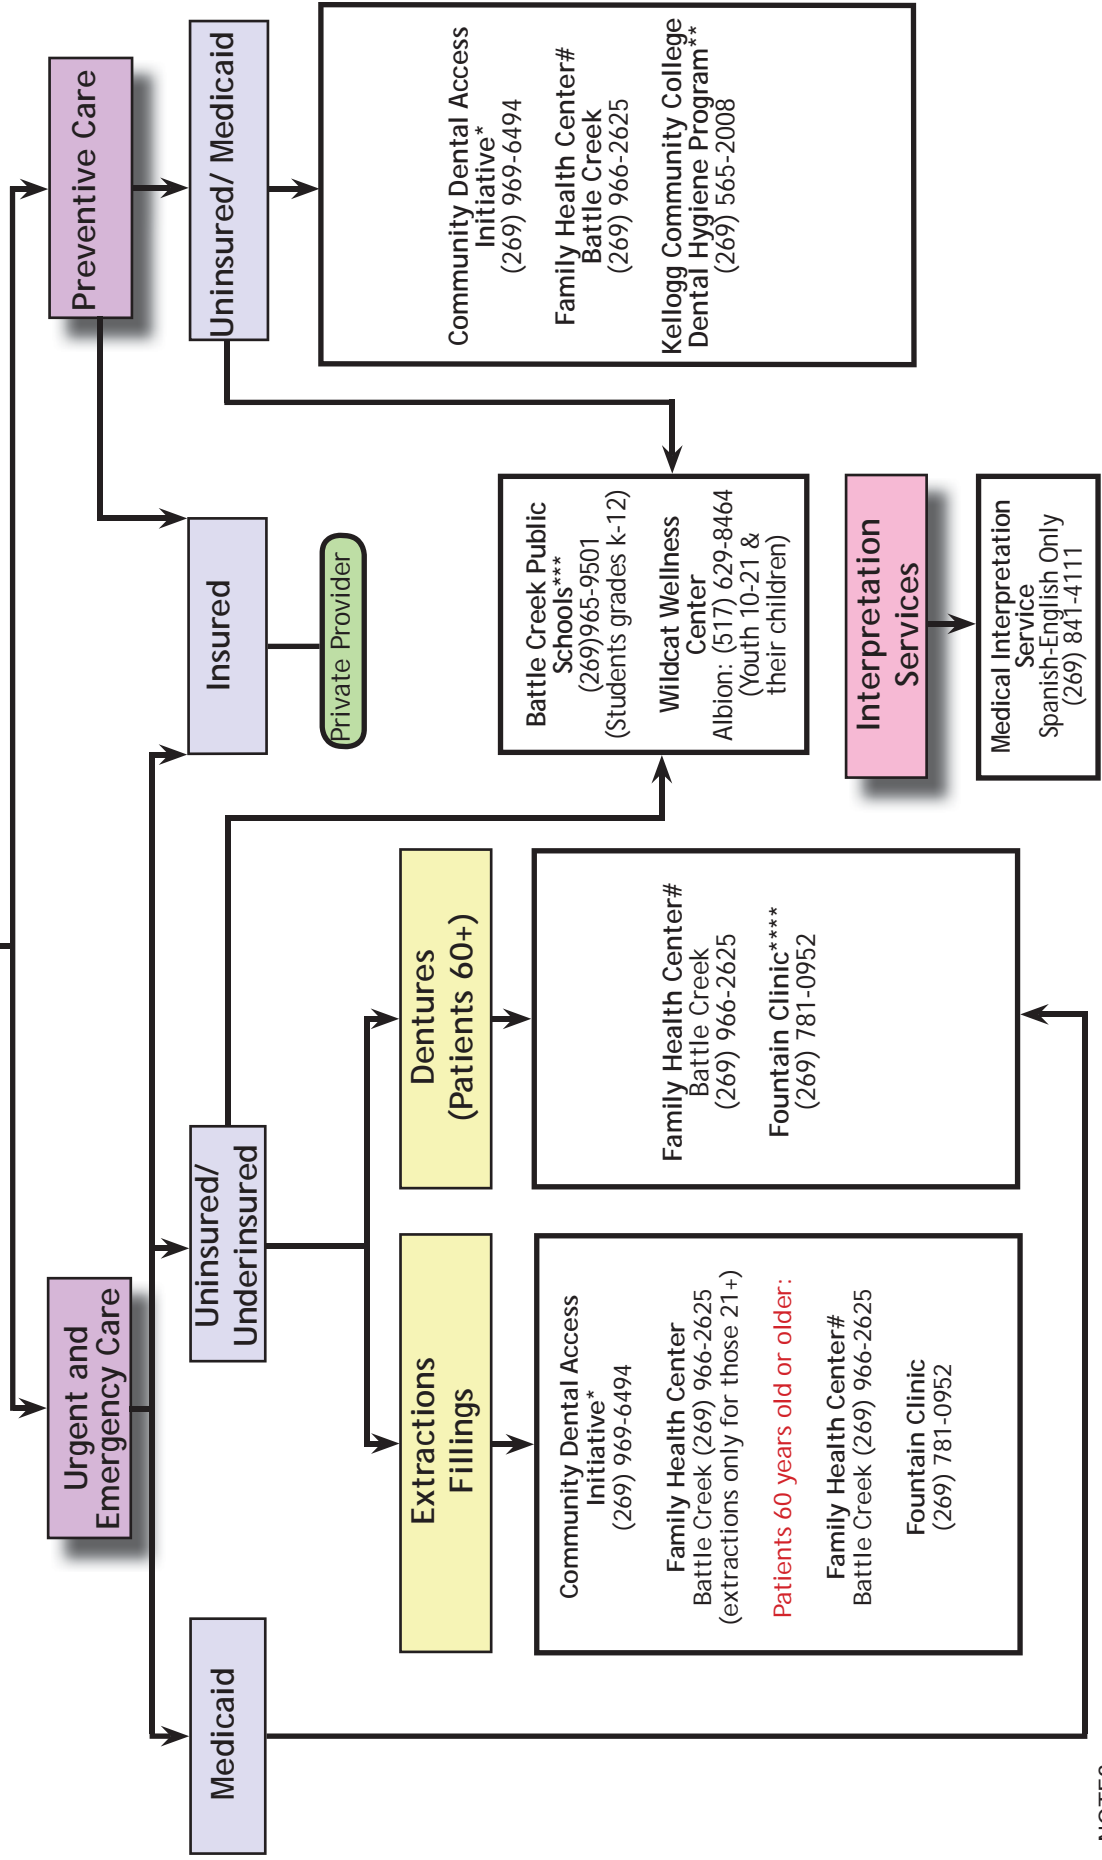 Urgent and
Emergency Care
Preventive Care
Medicaid
Uninsured/
Underinsured
Insured
Uninsured/ Medicaid
Private Provider
Extractions
Fillings
Dentures
(Patients 60+)
Community Dental Access
Initiative*
(269) 969-6494
Family Health Center
Battle Creek (269) 966-2625
(extractions only for those 21+)
Patients 60 years old or older:
Family Health Center#
Battle Creek (269) 966-2625
Fountain Clinic
(269) 781-0952
Family Health Center#
Battle Creek
(269) 966-2625
Fountain Clinic****
(269) 781-0952
Battle Creek Public
Schools***
(269)965-9501
(Students grades k-12)
Wildcat Wellness
Center
Albion: (517) 629-8464
(Youth 10-21 &
their children)
Community Dental Access
Initiative*
(269) 969-6494
Family Health Center#
Battle Creek
(269) 966-2625
Kellogg Community College
Dental Hygiene Program**
(269) 565-2008
Interpretation
Services
Medical Interpretation
Service
Spanish-English Only
(269) 841-4111
NOTES